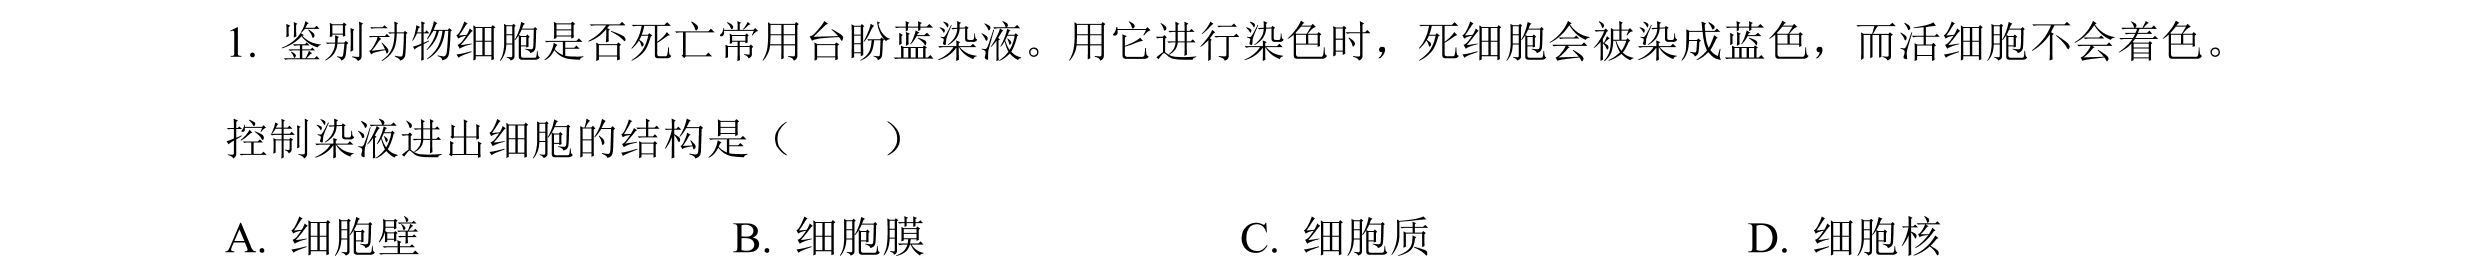 1. 鉴别动物细胞是否死亡常用台盼蓝染液。用它进行染色时，死细胞会被染成蓝色，而活细胞不会着色。
控制染液进出细胞的结构是（　　）
A. 细胞壁 B. 细胞膜 C. 细胞质 D. 细胞核